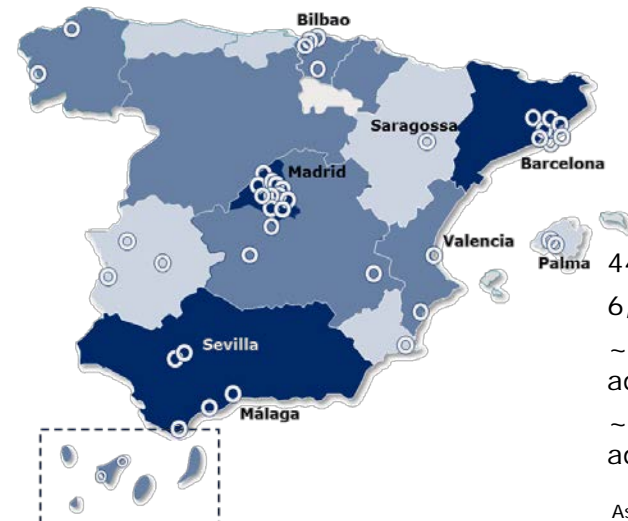 Bilbao
Saragossa
Madrid
Barcelona
Valencia
Palma
Sevilla
Málaga